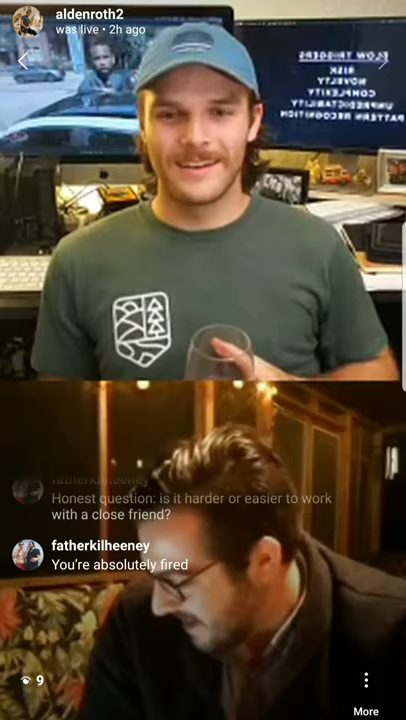 aldenroth2
was live • 2h ago
FLOW TRIGGERS
RISK
NOVELTY
COMPLEXITY
UNPREDICTABILITY
PATTERN RECOGNITION
fatherkilheeney
Honest question: is it harder or easier to work
with a close friend?
fatherkilheeney
You're absolutely fired
9
More